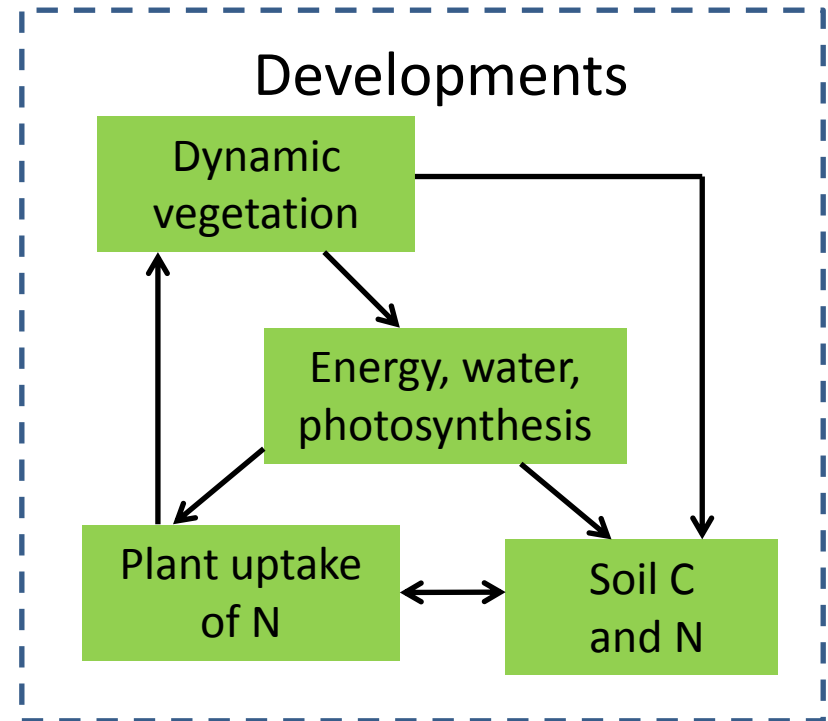 Developments
Dynamic
vegetation
Energy, water,
photosynthesis
Plant uptake
of N
Soil C
and N